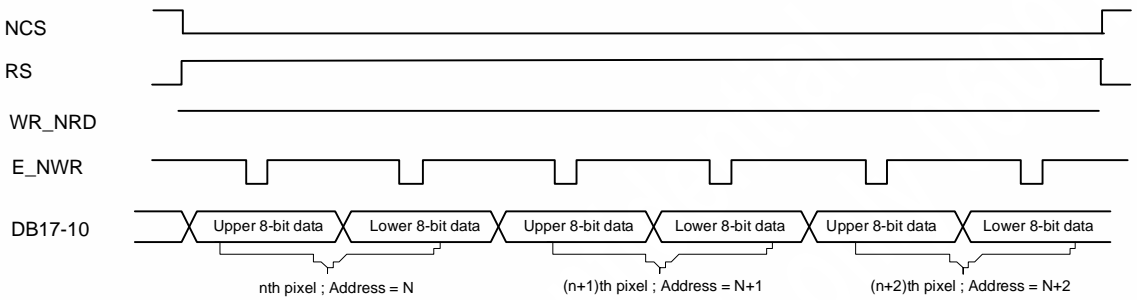 NCS
RS
WR_NRD
E_NWR
DB17-10
Upper 8-bit data Lower 8-bit data Upper 8-bit data Lower 8-bit data Upper 8-bit data Lower 8-bit data
nth pixel ; Address = N (n+1)th pixel ; Address = N+1 (n+2)th pixel ; Address = N+2